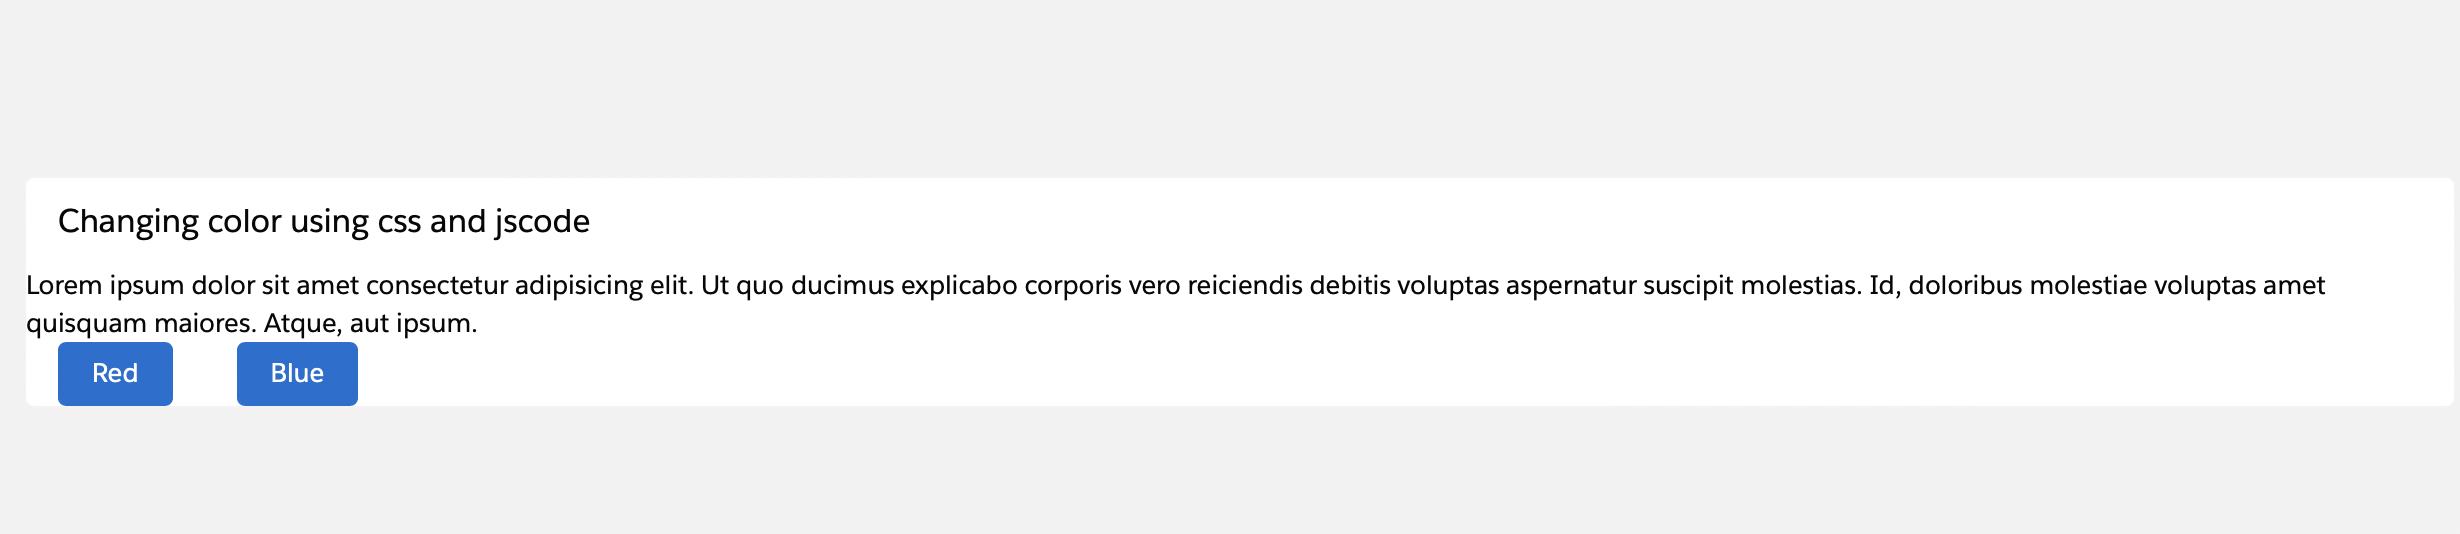 Changing color using css and jscode
Lorem ipsum dolor sit amet consectetur adipisicing elit. Ut quo ducimus explicabo corporis vero reiciendis debitis voluptas aspernatur suscipit molestias. Id, doloribus molestiae voluptas amet
quisquam maiores. Atque, aut ipsum.
Red Blue